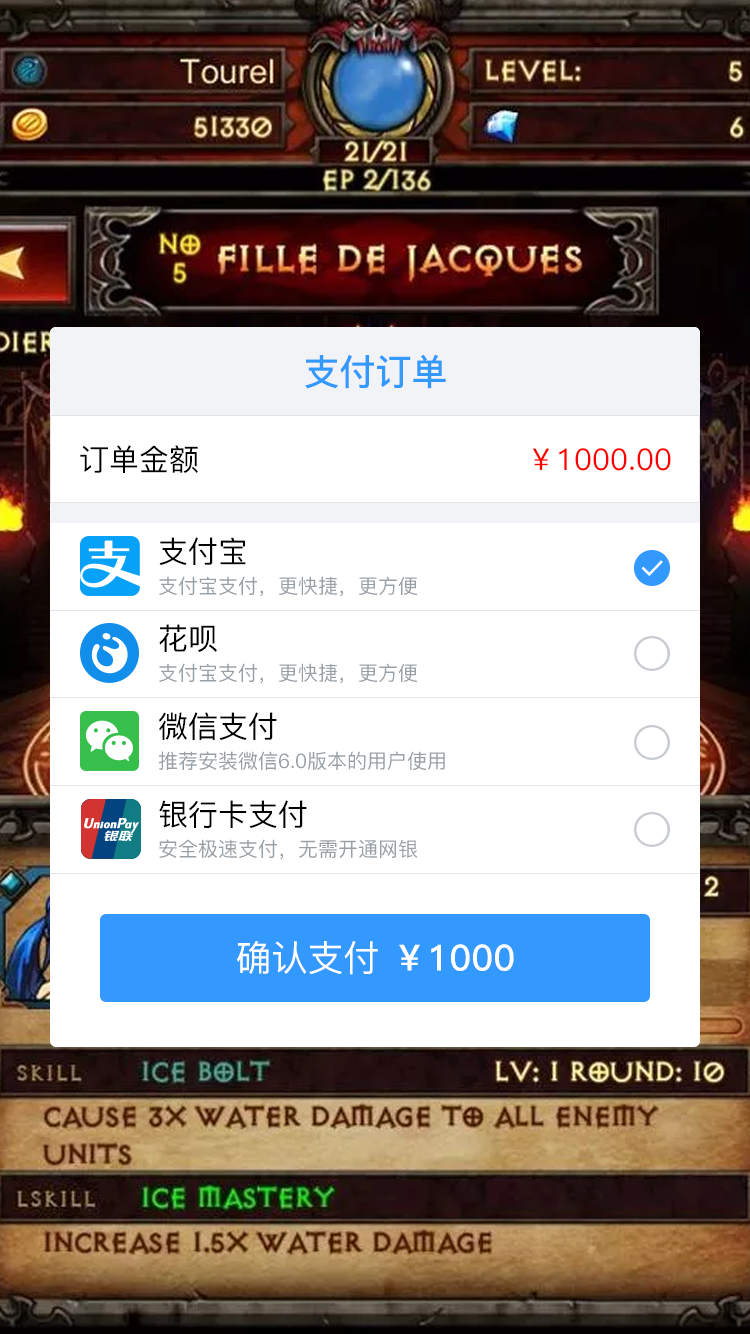 Tourel
LEVEL: 5
51330
6
21/21
EP 2/136
NO 5 FILLE DE JACQUES
DIER
支付订单
订单金额 ￥1000.00
支
支付宝
支付宝支付，更快捷，更方便
花呗
支付宝支付，更快捷，更方便
微信支付
推荐安装微信6.0版本的用户使用
UnionPay
银联
银行卡支付
安全极速支付，无需开通网银
2
确认支付 ￥1000
SKILL ICE BOLT LV: 1 ROUND: 10
CAUSE 3X WATER DAMAGE TO ALL ENEMY
UNITS
LSKILL ICE MASTERY
INCREASE 1.5X WATER DAMAGE